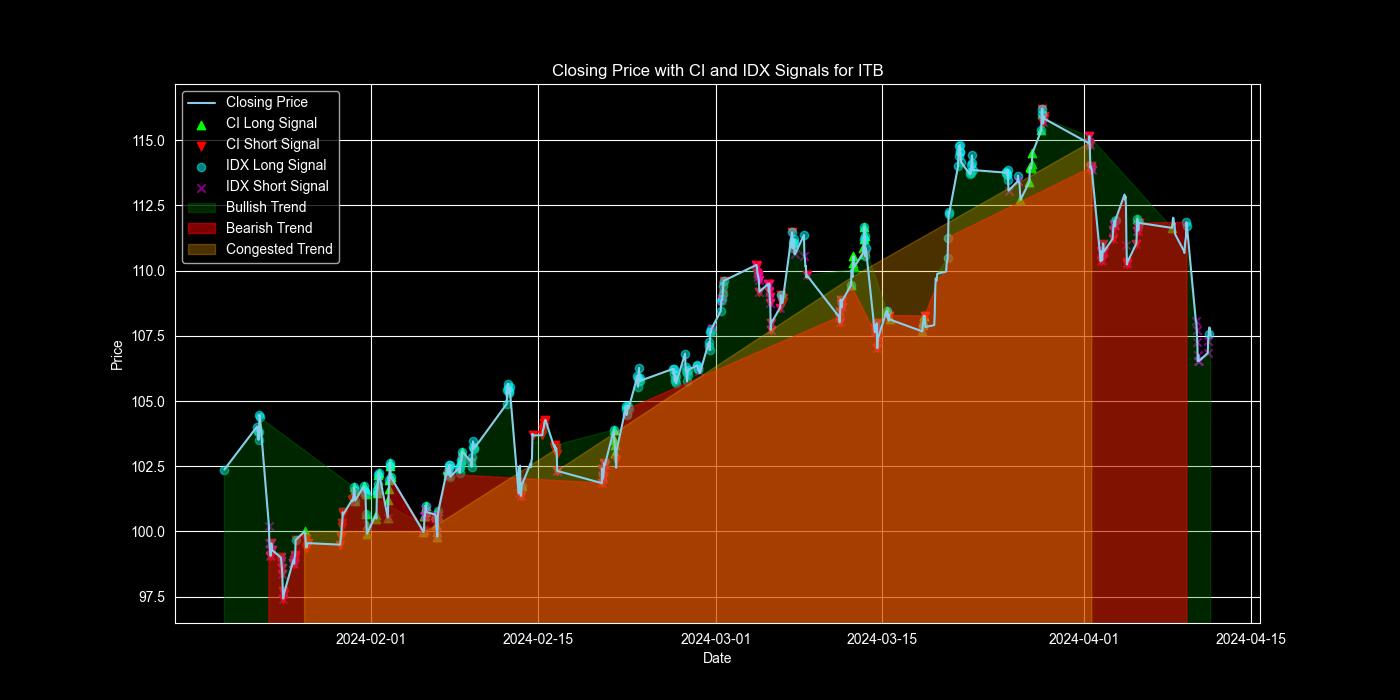 Closing Price with CI and IDX Signals for ITB
Closing Price
CI Long Signal
CI Short Signal
IDX Long Signal
IDX Short Signal
Bullish Trend
Bearish Trend
Congested Trend
115.0
112.5
110.0
107.5
105.0
102.5
100.0
97.5
Price
2024-02-01
2024-02-15
2024-03-01
2024-03-15
2024-04-01
2024-04-15
Date